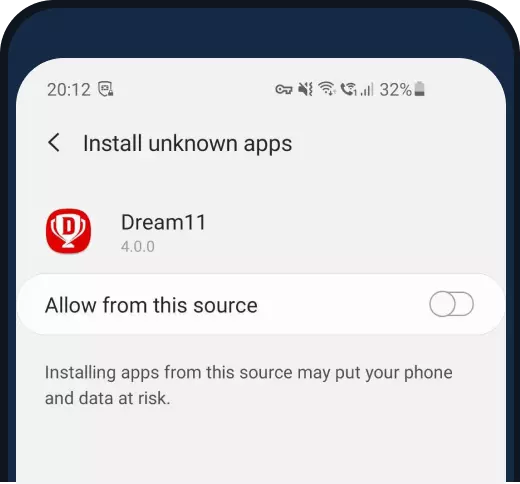 20:12 32%
Install unknown apps
D
Dream11
4.0.0
Allow from this source
Installing apps from this source may put your phone
and data at risk.